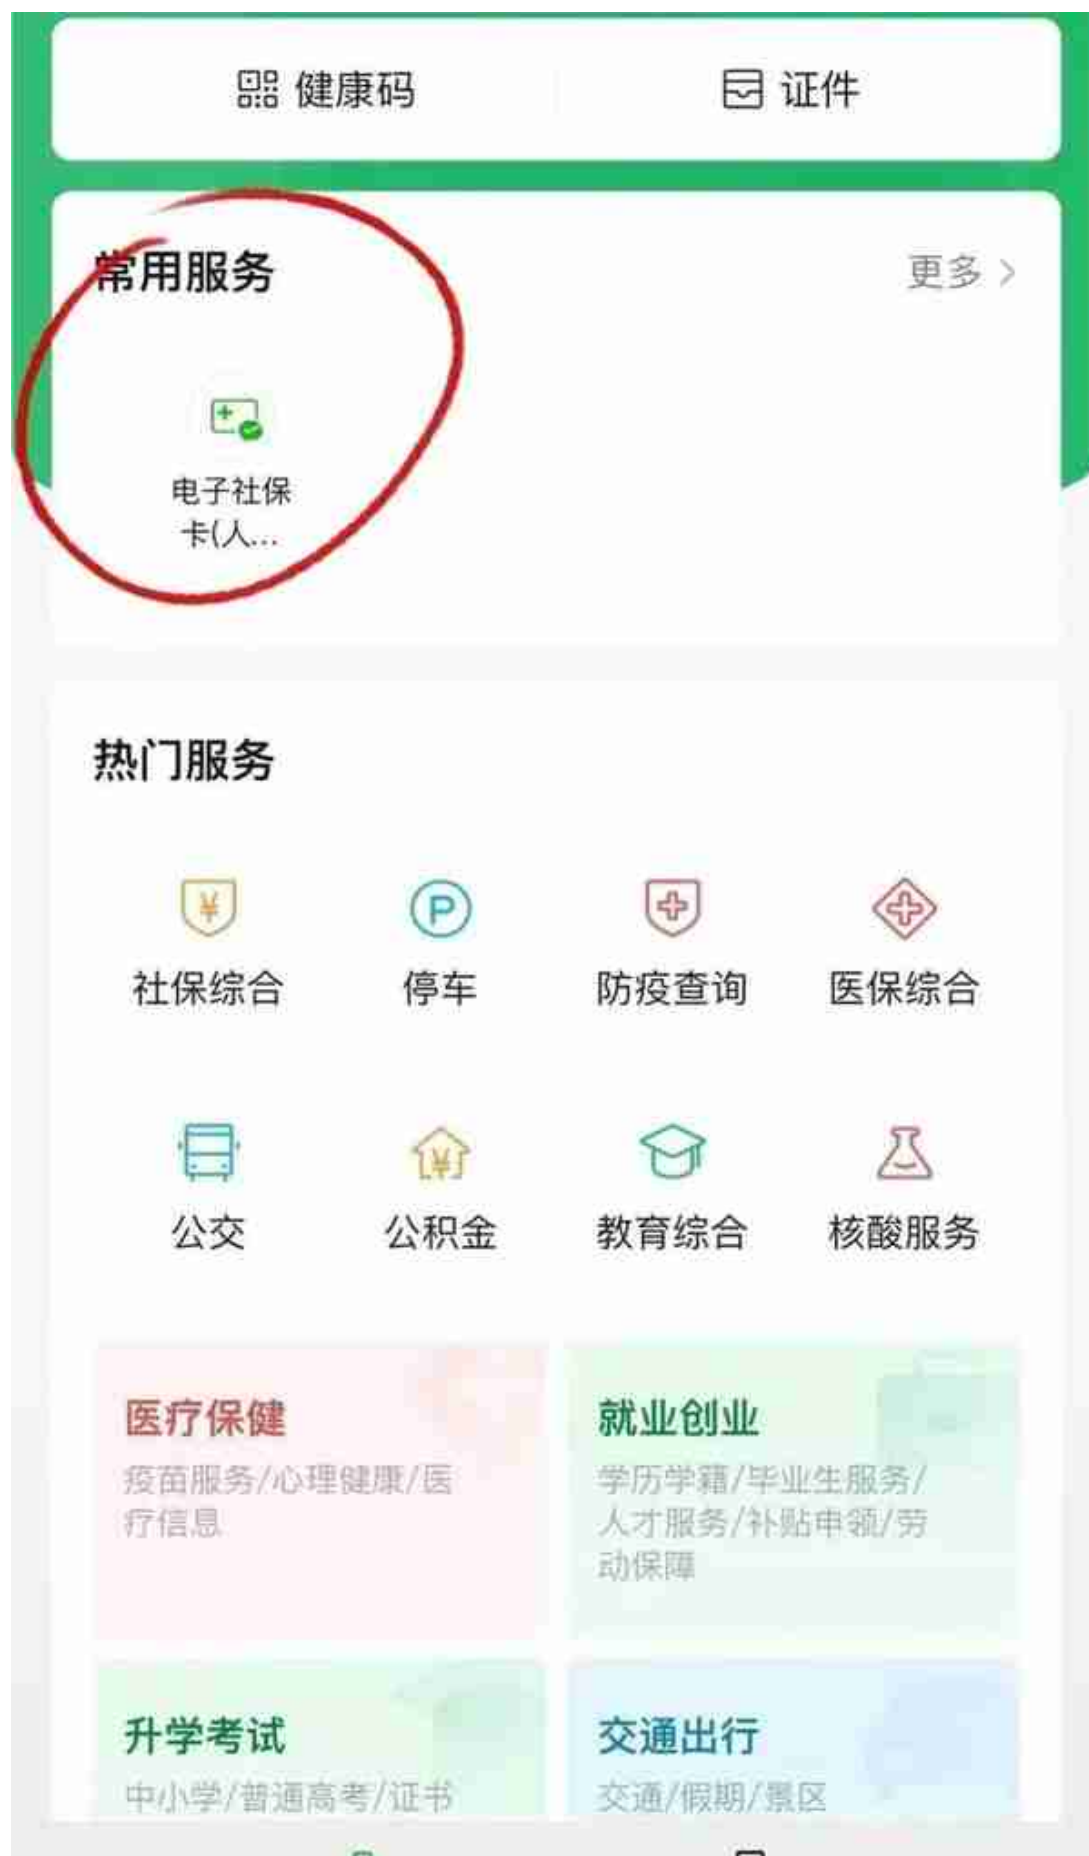 健康码 证件
常用服务 更多 >
电子社保
卡(人...
热门服务
社保综合 停车 防疫查询 医保综合
公交 公积金 教育综合 核酸服务
医疗保健 就业创业
疫苗服务/心理健康/医
疗信息
学历学籍/毕业生服务/
人才服务/补贴申领/劳
动保障
升学考试 交通出行
中小学/普通高考/证书 交通/假期/景区